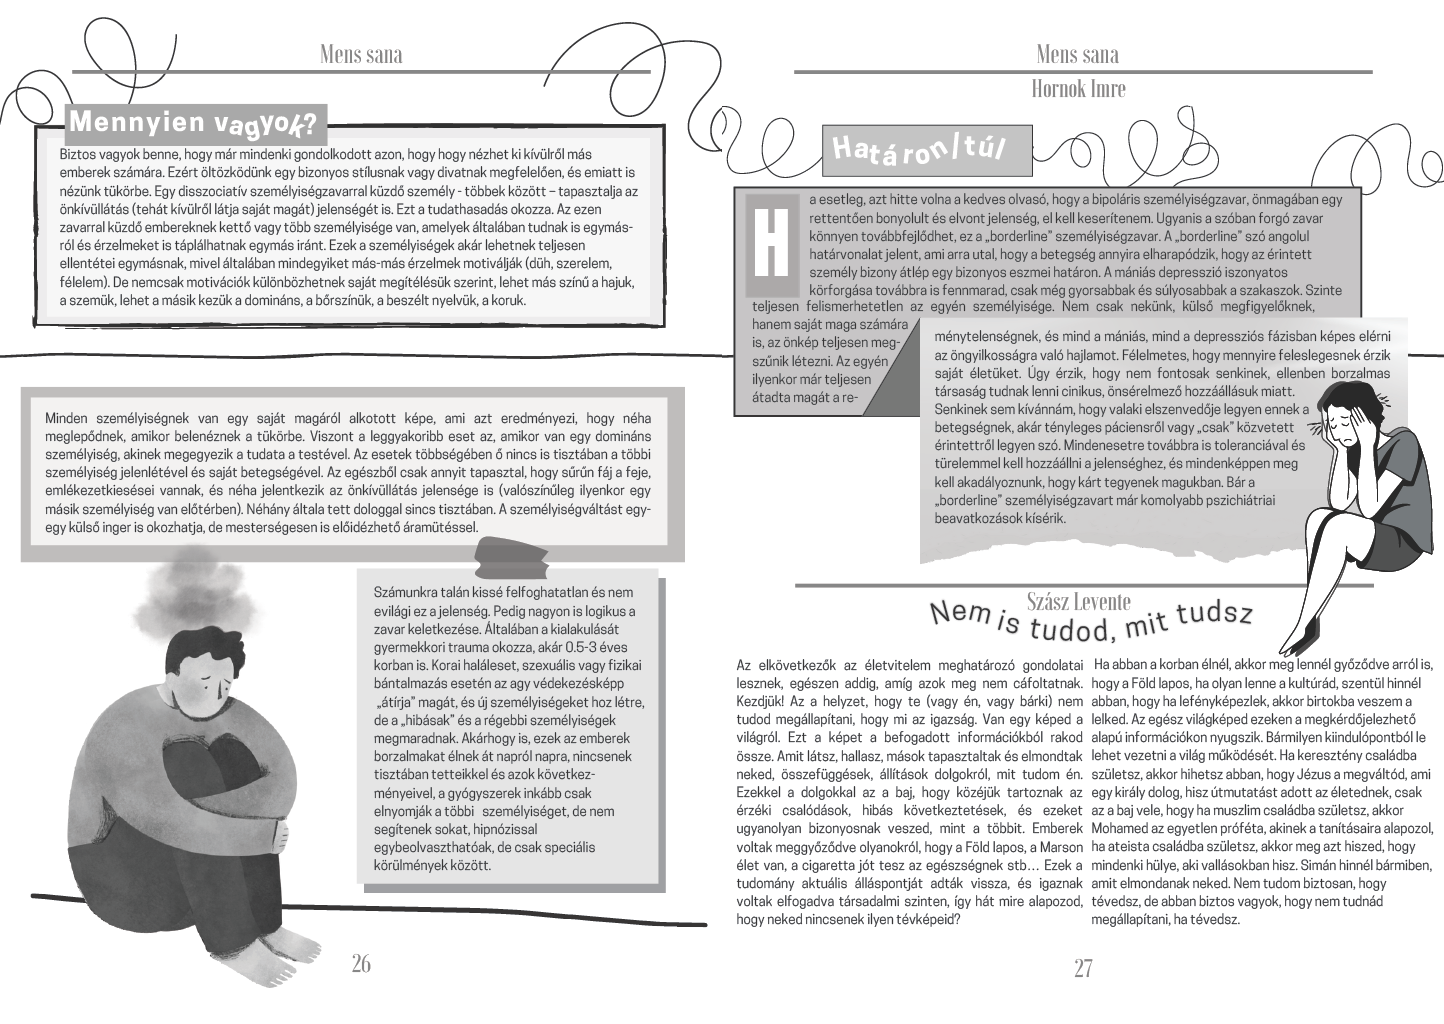 Mens sana
Mennyien vagyok?
Biztos vagyok benne, hogy már mindenki gondolkodott azon, hogy hogy nézhet ki kívülről más
emberek számára. Ezért öltözködünk egy bizonyos stílusnak vagy divatnak megfelelően, és emiatt is
nézünk tükörbe. Egy disszociatív személyiségzavarral küzdő személy - többek között – tapasztalja az
önkívüllátás (tehát kívülről látja saját magát) jelenségét is. Ezt a tudathasadás okozza. Az ezen
zavarral küzdő embereknek kettő vagy több személyisége van, amelyek általában tudnak is egymás-
ról és érzelmeket is táplálhatnak egymás iránt. Ezek a személyiségek akár lehetnek teljesen
ellentétei egymásnak, mivel általában mindegyiket más-más érzelmek motiválják (düh, szerelem,
félelem). De nemcsak motivációk különbözhetnek saját megítélésük szerint, lehet más színű a hajuk,
a szemük, lehet a másik kezük a domináns, a bőrszínük, a beszélt nyelvük, a koruk.
Minden személyiségnek van egy saját magáról alkotott képe, ami azt eredményezi, hogy néha
meglepődnek, amikor belenéznek a tükörbe. Viszont a leggyakoribb eset az, amikor van egy domináns
személyiség, akinek megegyezik a tudata a testével. Az esetek többségében ő nincs is tisztában a többi
személyiség jelenlétével és saját betegségével. Az egészből csak annyit tapasztal, hogy sűrűn fáj a feje,
emlékezetkiesései vannak, és néha jelentkezik az önkívüllátás jelensége is (valószínűleg ilyenkor egy
másik személyiség van előtérben). Néhány általa tett dologgal sincs tisztában. A személyiségváltást egy-
egy külső inger is okozhatja, de mesterségesen is előidézhető áramütéssel.
Számunkra talán kissé felfoghatatlan és nem
evilági ez a jelenség. Pedig nagyon is logikus a
zavar keletkezése. Általában a kialakulását
gyermekkori trauma okozza, akár 0.5-3 éves
korban is. Korai haláleset, szexuális vagy fizikai
bántalmazás esetén az agy védekezésképp
„átírja” magát, és új személyiségeket hoz létre,
de a „hibásak” és a régebbi személyiségek
megmaradnak. Akárhogy is, ezek az emberek
borzalmakat élnek át napról napra, nincsenek
tisztában tetteikkel és azok következ-
ményeivel, a gyógyszerek inkább csak
elnyomják a többi személyiséget, de nem
segítenek sokat, hipnózissal
egybeolvaszthatóak, de csak speciális
körülmények között.
26
Mens sana
Hornok Imre
Határon/túl
H
a esetleg, azt hitte volna a kedves olvasó, hogy a bipoláris személyiségzavar, önmagában egy
rettentően bonyolult és elvont jelenség, el kell keserítenem. Ugyanis a szóban forgó zavar
könnyen továbbfejlődhet, ez a „borderline” személyiségzavar. A „borderline” szó angolul
határvonalat jelent, ami arra utal, hogy a betegség annyira elharapódzik, hogy az érintett
személy bizony átlép egy bizonyos eszmei határon. A mániás depresszió iszonyatos
körforgása továbbra is fennmarad, csak még gyorsabbak és súlyosabbak a szakaszok. Szinte
teljesen felismerhetetlen az egyén személyisége. Nem csak nekünk, külső megfigyelőknek,
hanem saját maga számára
is, az önkép teljesen meg-
szűnik létezni. Az egyén
ilyenkor már teljesen
átadta magát a re-
ménytelenségnek, és mind a mániás, mind a depressziós fázisban képes elérni
az öngyilkosságra való hajlamot. Félelmetes, hogy mennyire feleslegesnek érzik
saját életüket. Úgy érzik, hogy nem fontosak senkinek, ellenben borzalmas
társaság tudnak lenni cinikus, önsérelmező hozzáállásuk miatt.
Senkinek sem kívánnám, hogy valaki elszenvedője legyen ennek a
betegségnek, akár tényleges páciensről vagy „csak” közvetett
érintettről legyen szó. Mindenesetre továbbra is toleranciával és
türelemmel kell hozzáállni a jelenséghez, és mindenképpen meg
kell akadályoznunk, hogy kárt tegyenek magukban. Bár a
„borderline” személyiségzavart már komolyabb pszichiátriai
beavatkozások kísérik.
Szász Levente
Nem is tudod, mit tudsz
Az elkövetkezők az életvitelem meghatározó gondolatai
lesznek, egészen addig, amíg azok meg nem cáfoltatnak.
Kezdjük! Az a helyzet, hogy te (vagy én, vagy bárki) nem
tudod megállapítani, hogy mi az igazság. Van egy képed a
világról. Ezt a képet a befogadott információkból rakod
össze. Amit látsz, hallasz, mások tapasztaltak és elmondtak
neked, összefüggések, állítások dolgokról, mit tudom én.
Ezekkel a dolgokkal az a baj, hogy közéjük tartoznak az
érzéki csalódások, hibás következtetések, és ezeket
ugyanolyan bizonyosnak veszed, mint a többit. Emberek
voltak meggyőződve olyanokról, hogy a Föld lapos, a Marson
élet van, a cigaretta jót tesz az egészségnek stb… Ezek a
tudomány aktuális álláspontját adták vissza, és igaznak
voltak elfogadva társadalmi szinten, így hát mire alapozod,
hogy neked nincsenek ilyen tévképeid?
Ha abban a korban élnél, akkor meg lennél győződve arról is,
hogy a Föld lapos, ha olyan lenne a kultúrád, szentül hinnél
abban, hogy ha lefényképezlek, akkor birtokba veszem a
lelked. Az egész világképed ezeken a megkérdőjelezhető
alapú információkon nyugszik. Bármilyen kiindulópontból le
lehet vezetni a világ működését. Ha keresztény családba
születsz, akkor hihetsz abban, hogy Jézus a megváltód, ami
egy király dolog, hisz útmutatást adott az életednek, csak
az a baj vele, hogy ha muszlim családba születsz, akkor
Mohamed az egyetlen próféta, akinek a tanításaira alapozol,
ha ateista családba születsz, akkor meg azt hiszed, hogy
mindenki hülye, aki vallásokban hisz. Simán hinnél bármiben,
amit elmondanak neked. Nem tudom biztosan, hogy
tévedsz, de abban biztos vagyok, hogy nem tudnád
megállapítani, ha tévedsz.
27